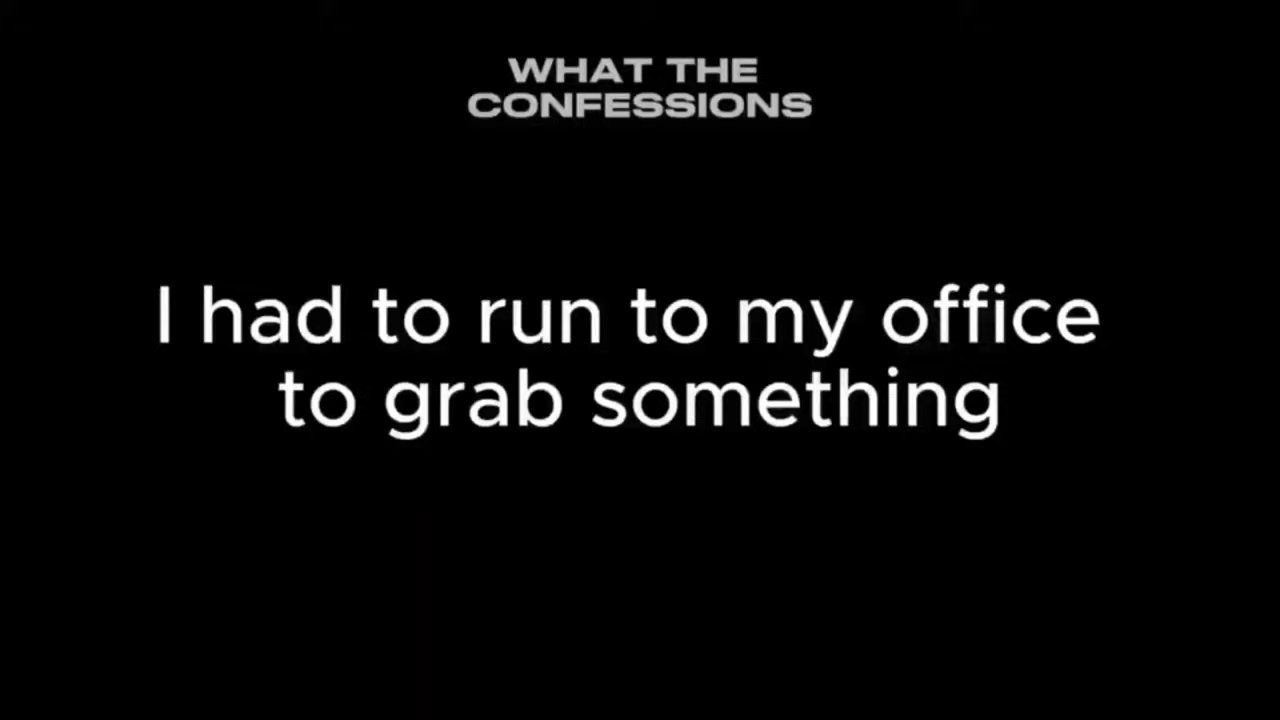 WHAT THE
CONFESSIONS
I had to run to my office
to grab something